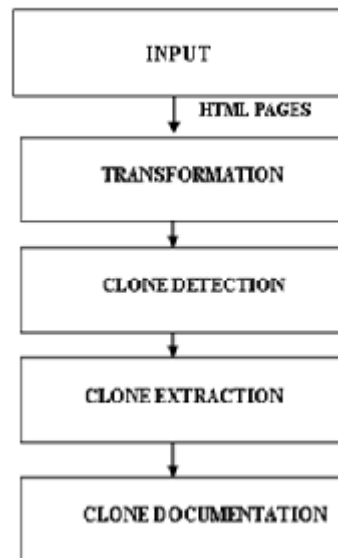 INPUT
HTML PAGES
TRANSFORMATION
CLONE DETECTION
CLONE EXTRACTION
CLONE DOCUMENTATION